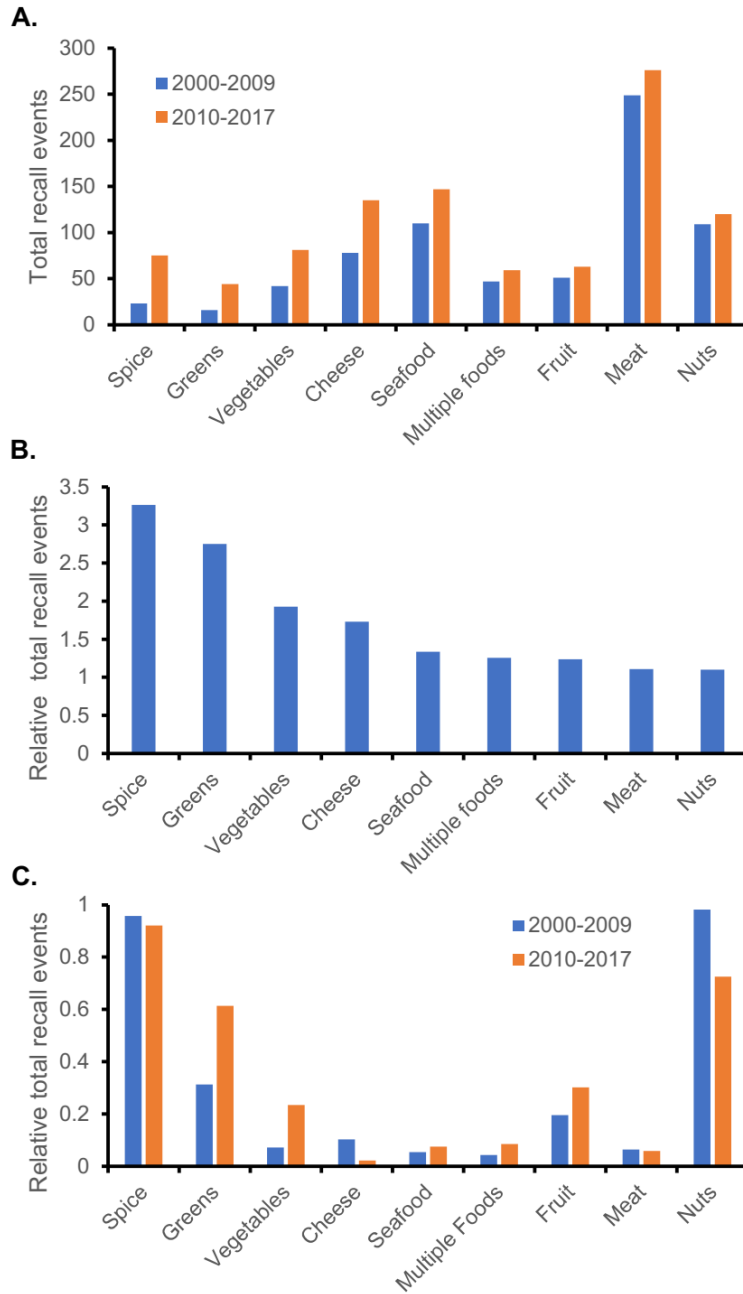 A.
Total recall events
300
250
200
150
100
50
0
2000-2009
2010-2017
Spice
Greens
Vegetables
Cheese
Seafood
Multiple foods
Fruit
Meat
Nuts
B.
Relative total recall events
3.5
3
2.5
2
1.5
1
0.5
0
Spice
Greens
Vegetables
Cheese
Seafood
Multiple foods
Fruit
Meat
Nuts
C.
Relative total recall events
1
0.8
0.6
0.4
0.2
0
2000-2009
2010-2017
Spice
Greens
Vegetables
Cheese
Seafood
Multiple Foods
Fruit
Meat
Nuts